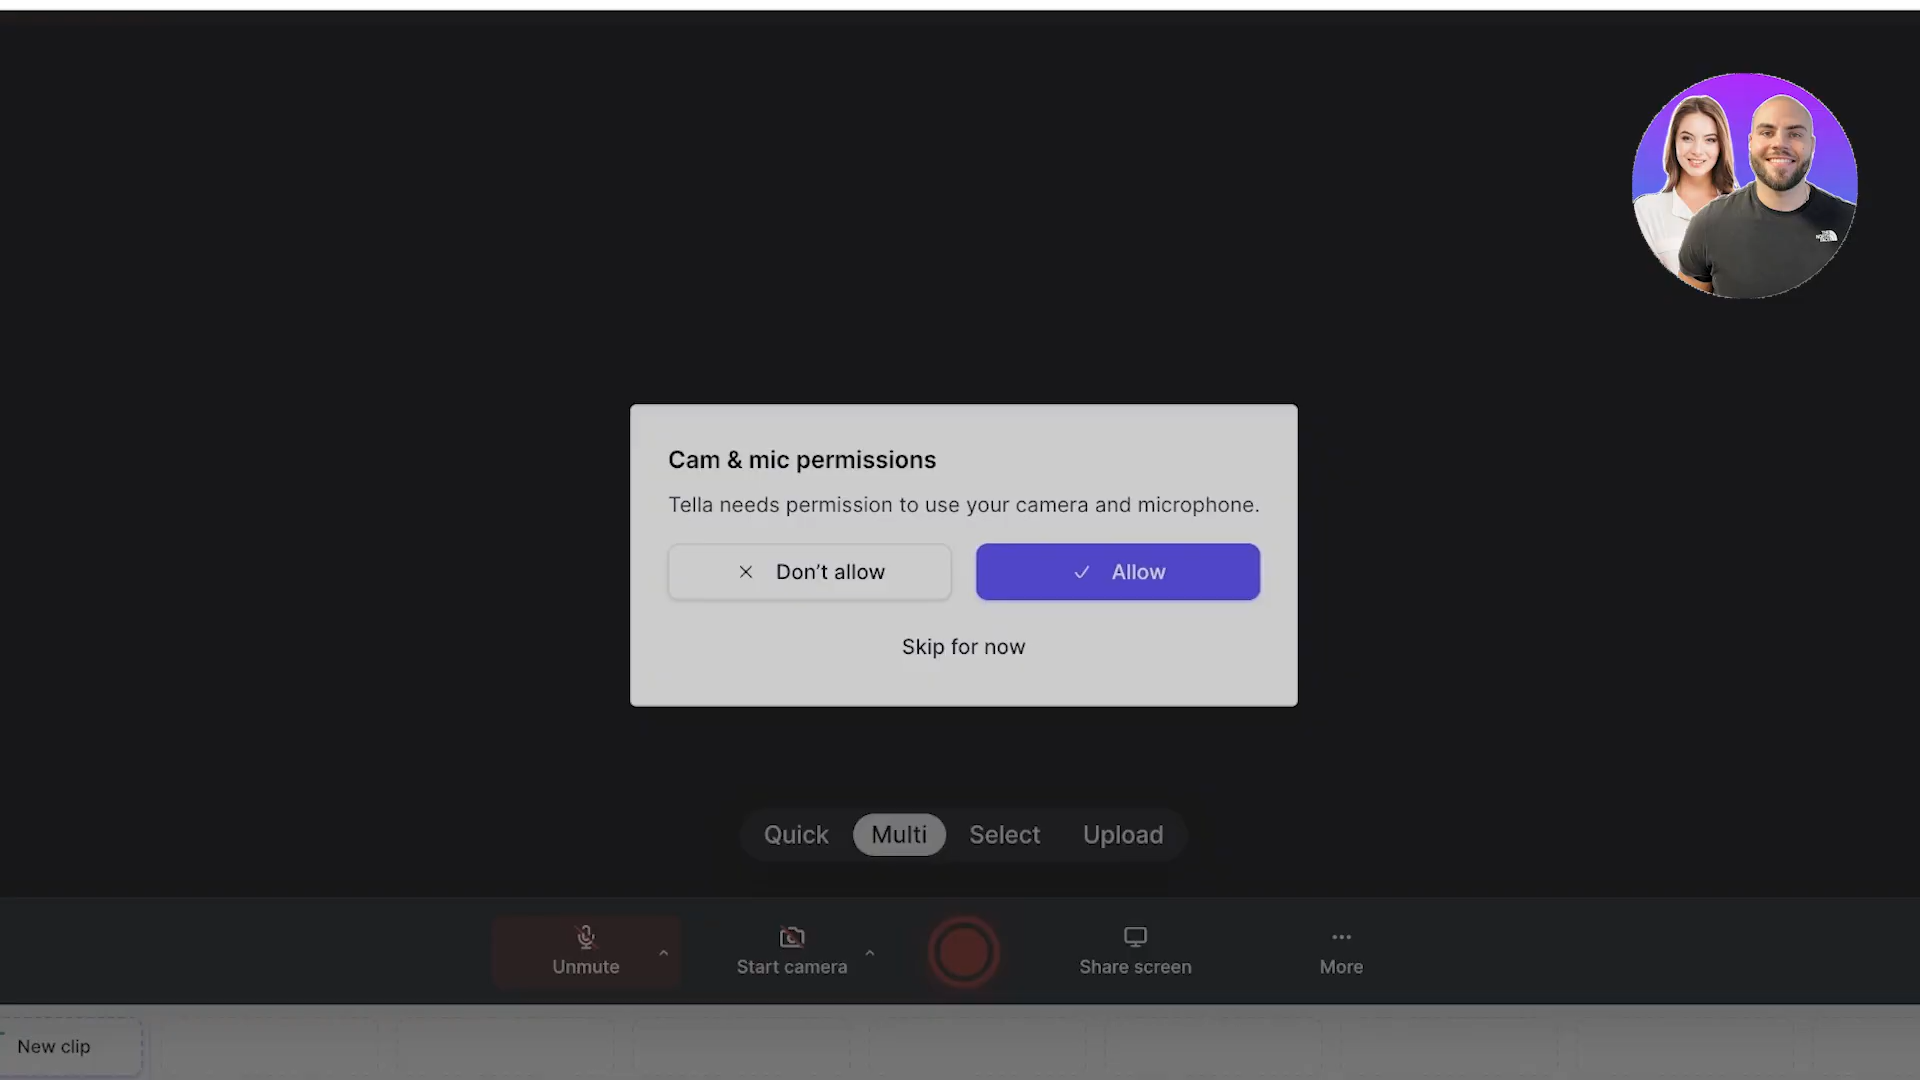 Cam & mic permissions
Tella needs permission to use your camera and microphone.
Don’t allow
Allow
Skip for now
Quick
Multi
Select
Upload
Unmute
Start camera
Share screen
More
New clip